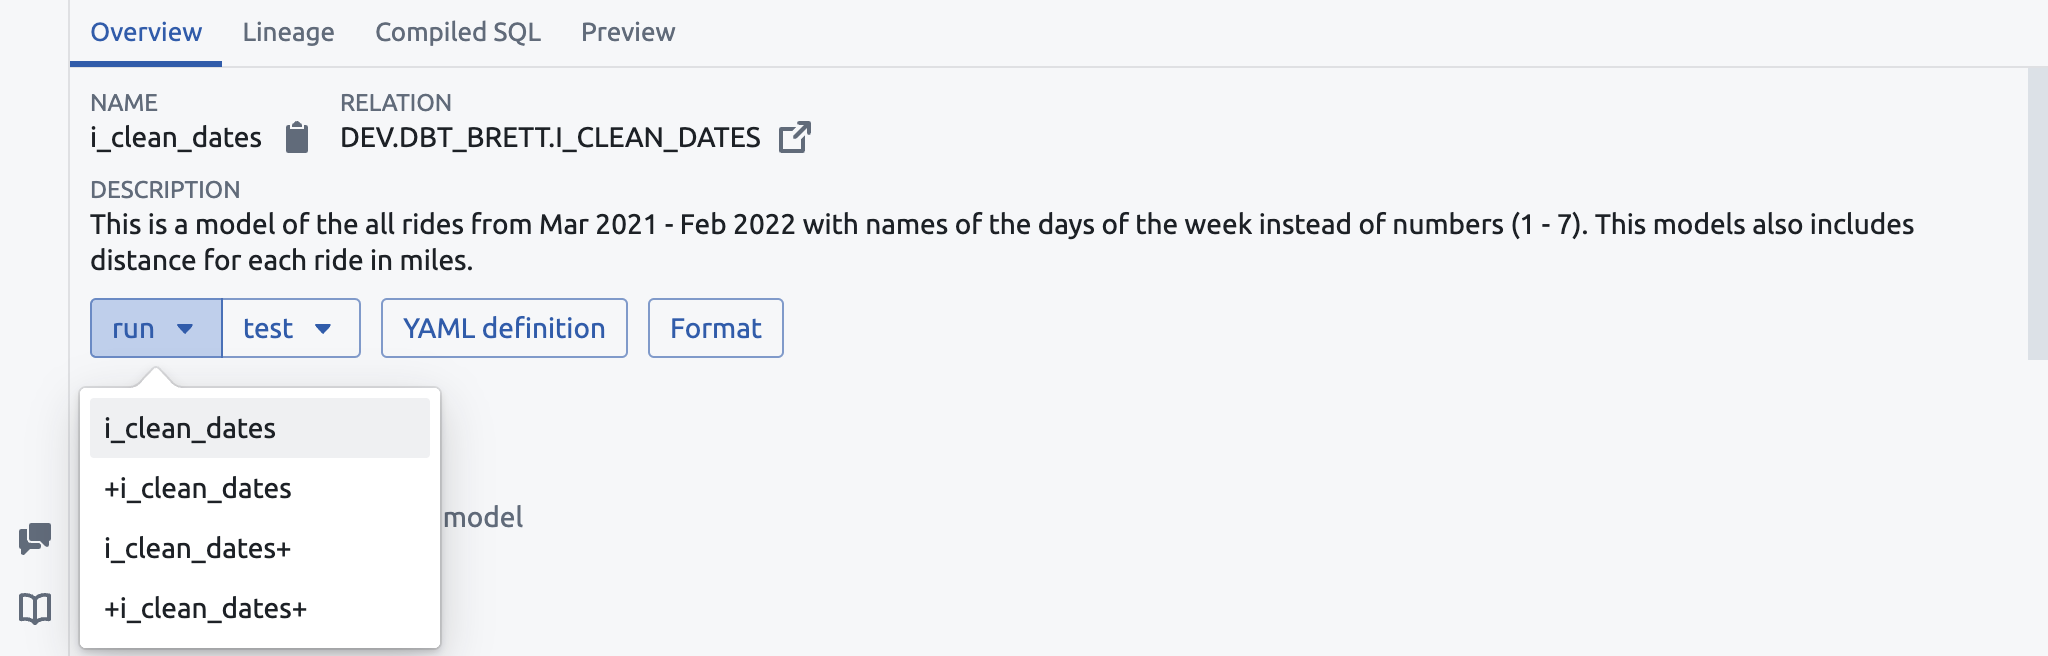 Overview Lineage Compiled SQL Preview
NAME RELATION
i_clean_dates DEV.DBT_BRETT.I_CLEAN_DATES
DESCRIPTION
This is a model of the all rides from Mar 2021 - Feb 2022 with names of the days of the week instead of numbers (1 - 7). This models also includes
distance for each ride in miles.
run test YAML definition Format
i_clean_dates
+i_clean_dates
model
i_clean_dates+
+i_clean_dates+